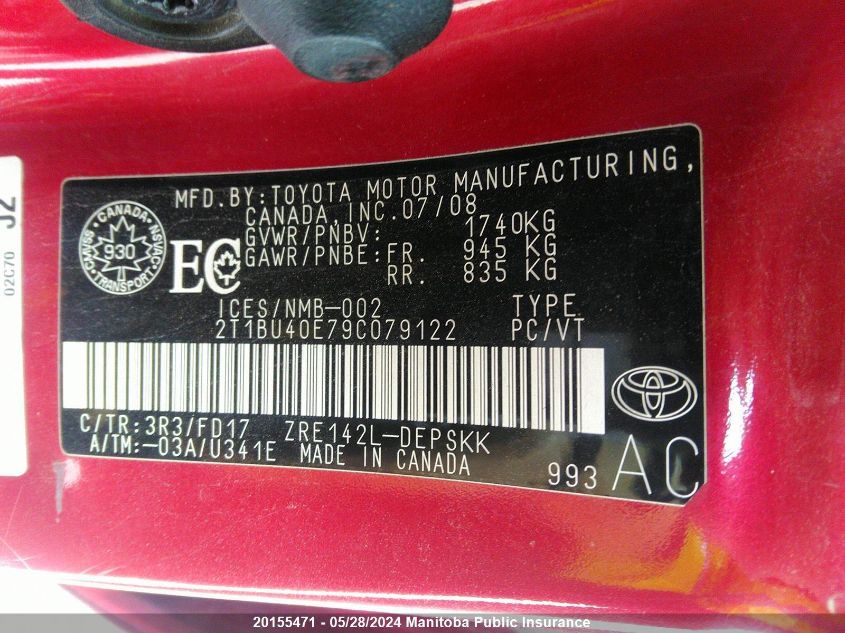 MFD.BY:TOYOTA MOTOR MANUFACTURING,
CANADA, INC.07/08
GVWR/PNBV: 1740KG
GAWR/PNBE:FR. 945 KG
RR. 835 KG
CANADA
930
TRANSPORT
EC
ICES/NMB-002 TYPE
2T1BU40E79C079122 PC/VT
C/TR:3R3/FD17 ZRE142L-DEPSKK
A/TM:-03A/U341E MADE IN CANADA
993 AC
02C70
20155471 - 05/28/2024 Manitoba Public Insurance